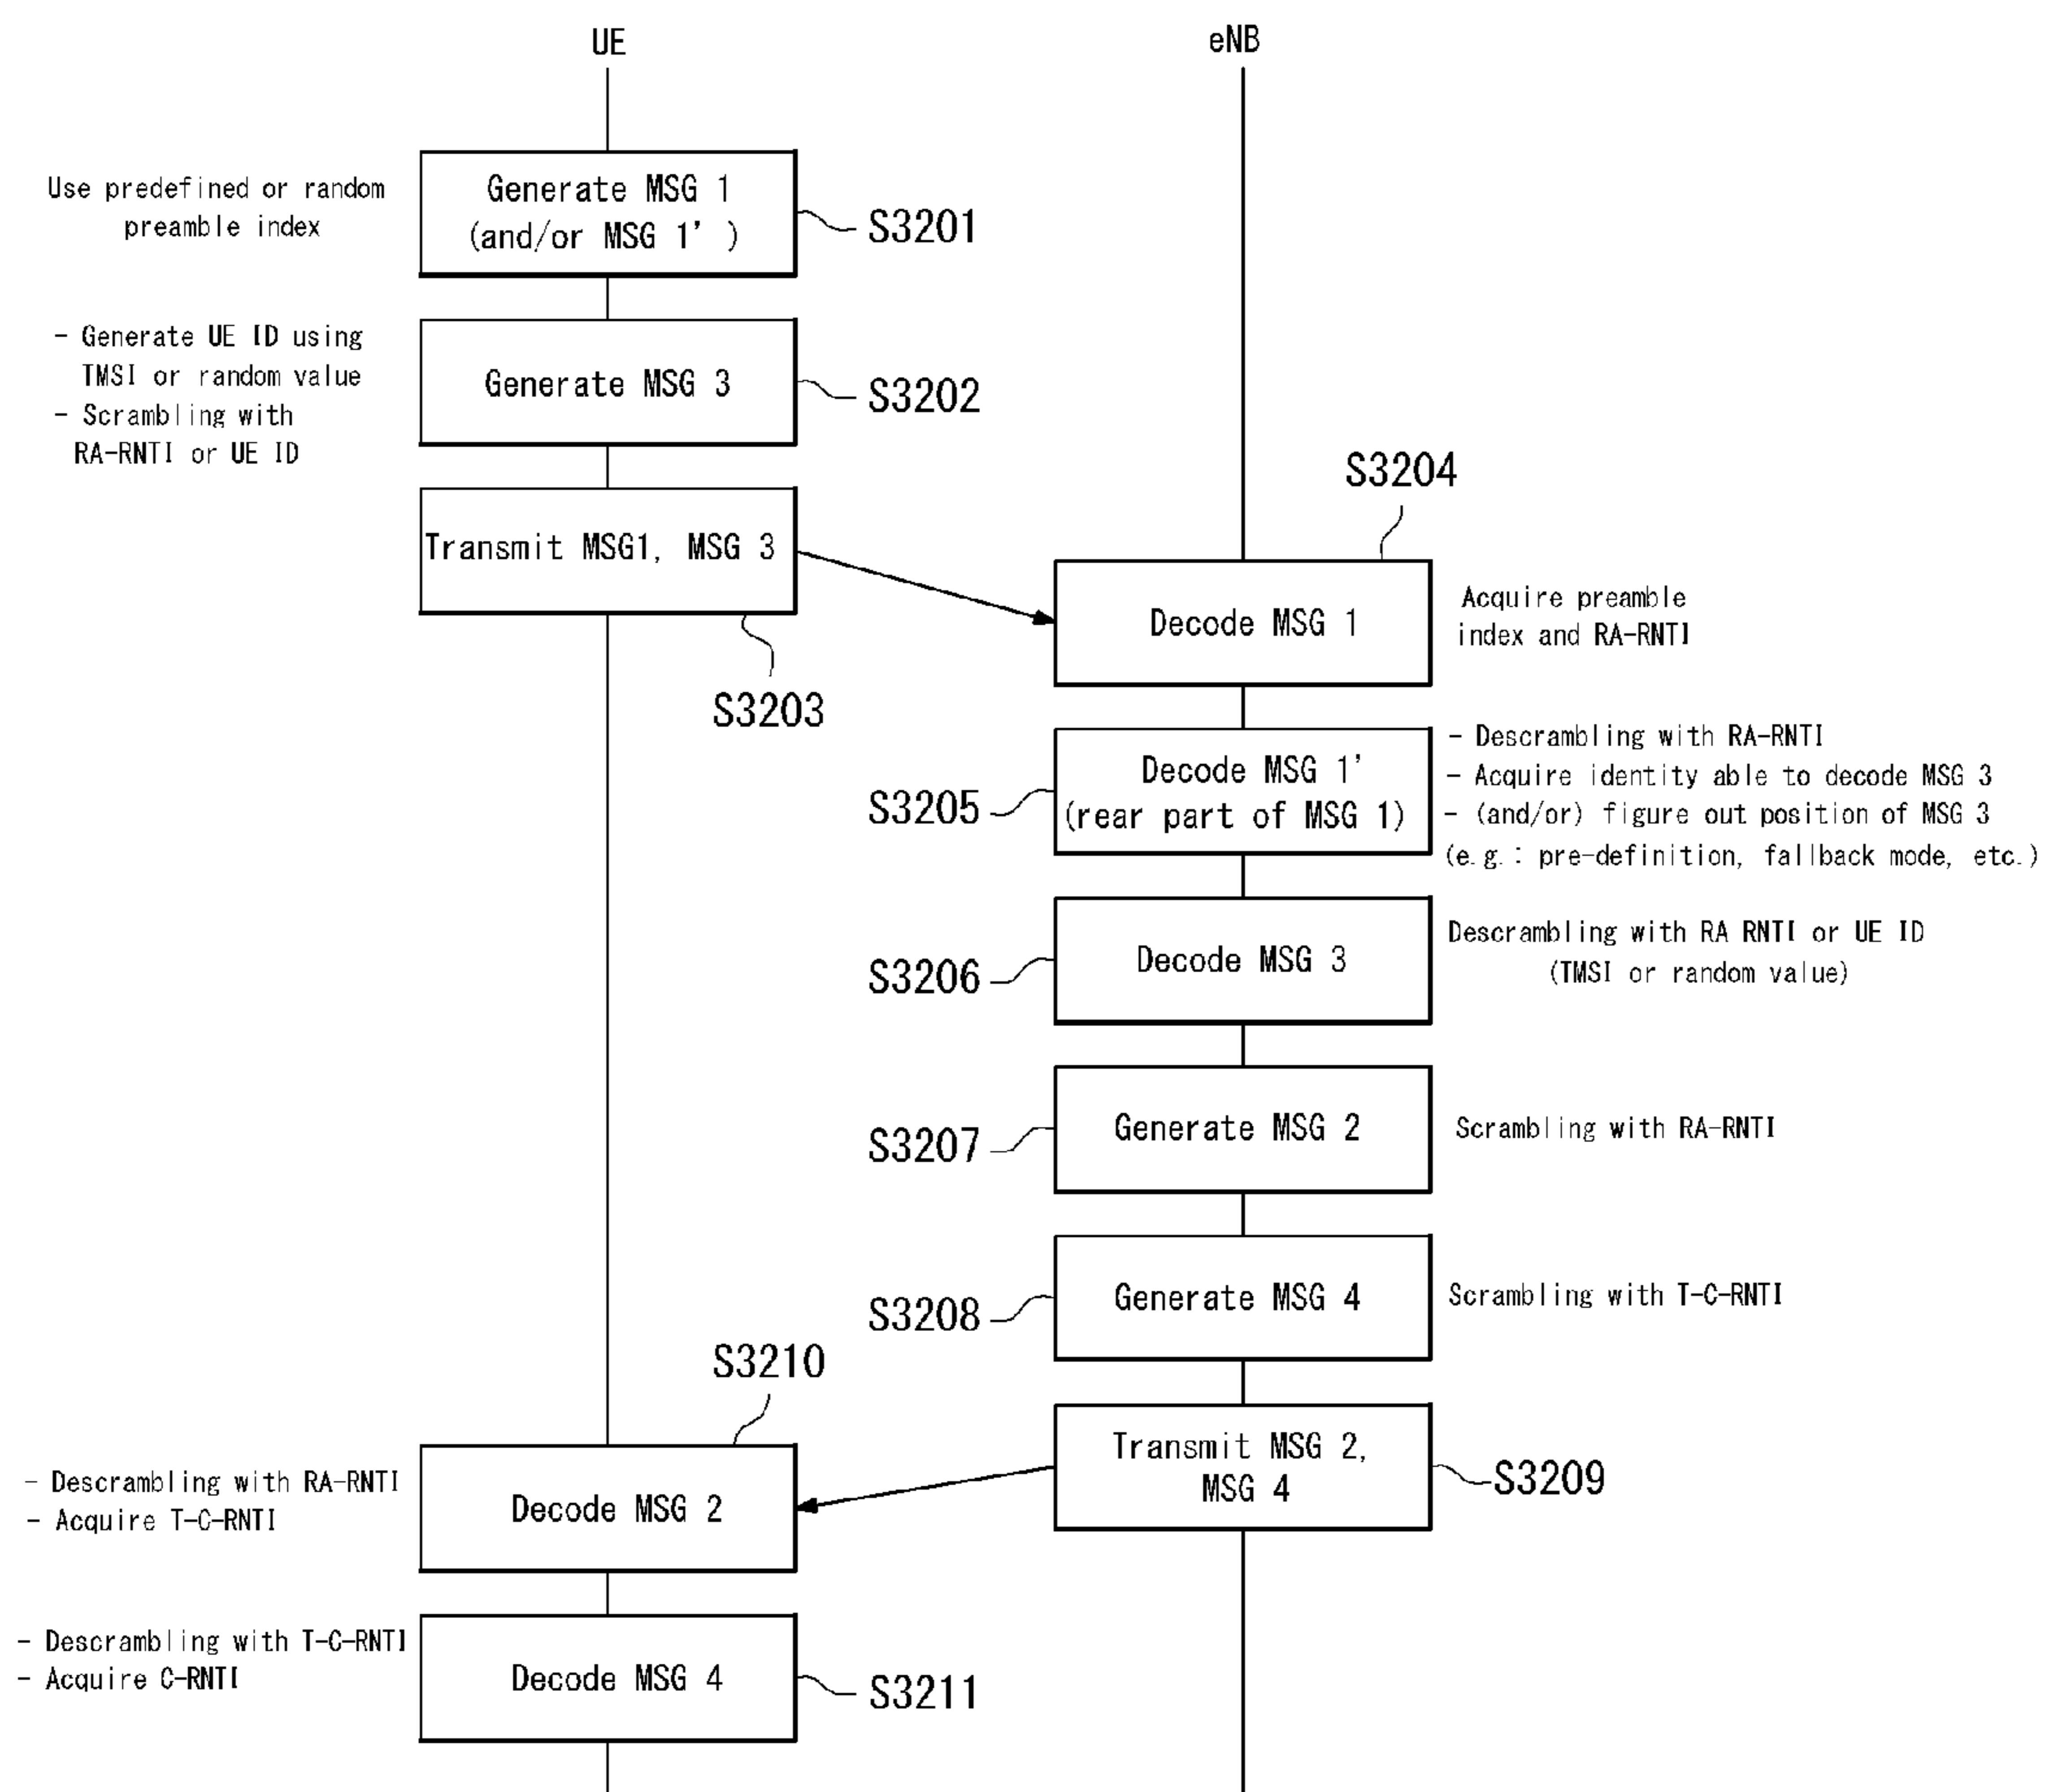 UE
eNB
Use predefined or random
preamble index
Generate MSG 1
(and/or MSG 1' )
S3201
- Generate UE ID using
TMSI or random value
- Scrambling with
RA-RNTI or UE ID
Generate MSG 3
S3202
Transmit MSG1, MSG 3
S3203
S3204
Decode MSG 1
Acquire preamble
index and RA-RNTI
S3205
Decode MSG 1'
(rear part of MSG 1)
- Descrambling with RA-RNTI
- Acquire identity able to decode MSG 3
- (and/or) figure out position of MSG 3
(e.g.: pre-definition, fallback mode, etc.)
S3206
Decode MSG 3
Descrambling with RA RNTI or UE ID
(TMSI or random value)
S3207
Generate MSG 2
Scrambling with RA-RNTI
S3208
Generate MSG 4
Scrambling with T-C-RNTI
Transmit MSG 2,
MSG 4
S3209
S3210
- Descrambling with RA-RNTI
- Acquire T-C-RNTI
Decode MSG 2
- Descrambling with T-C-RNTI
- Acquire C-RNTI
Decode MSG 4
S3211